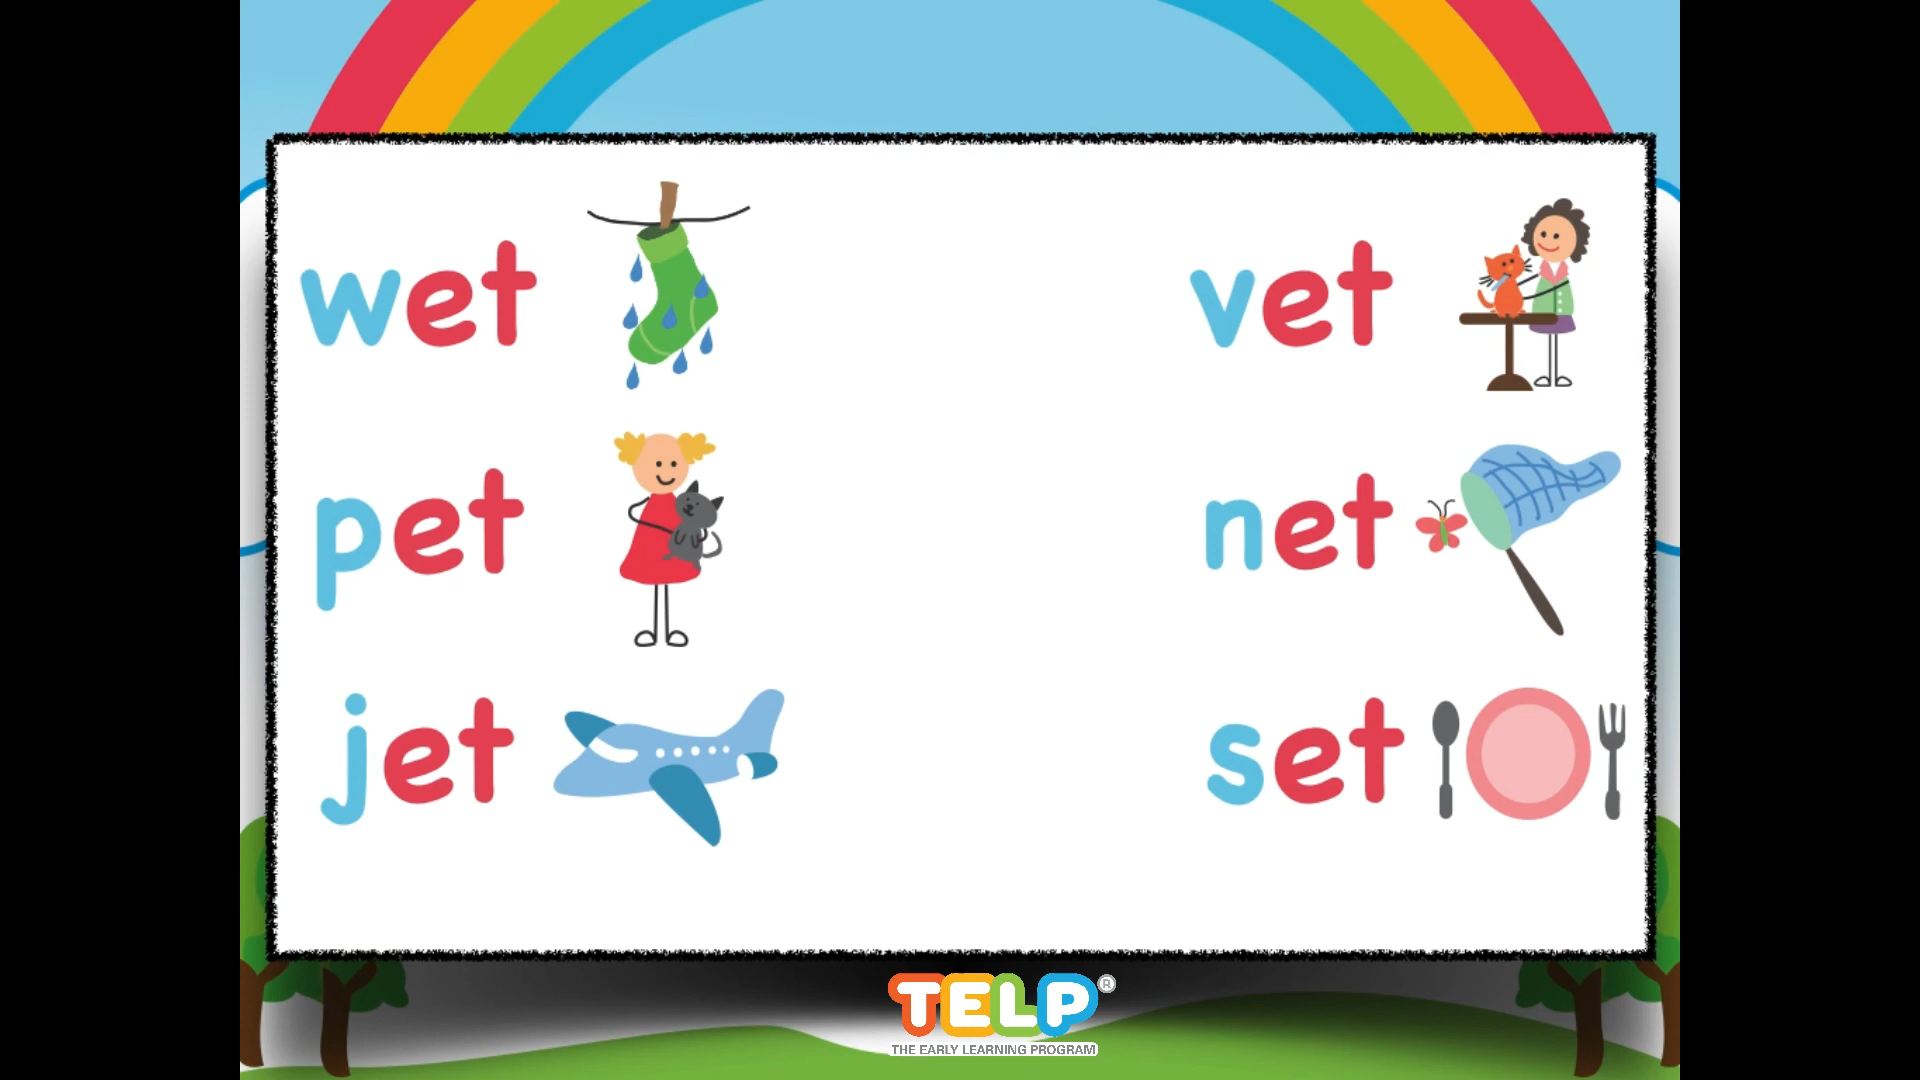 wet
vet
pet
net
jet
set
TELP®
THE EARLY LEARNING PROGRAM